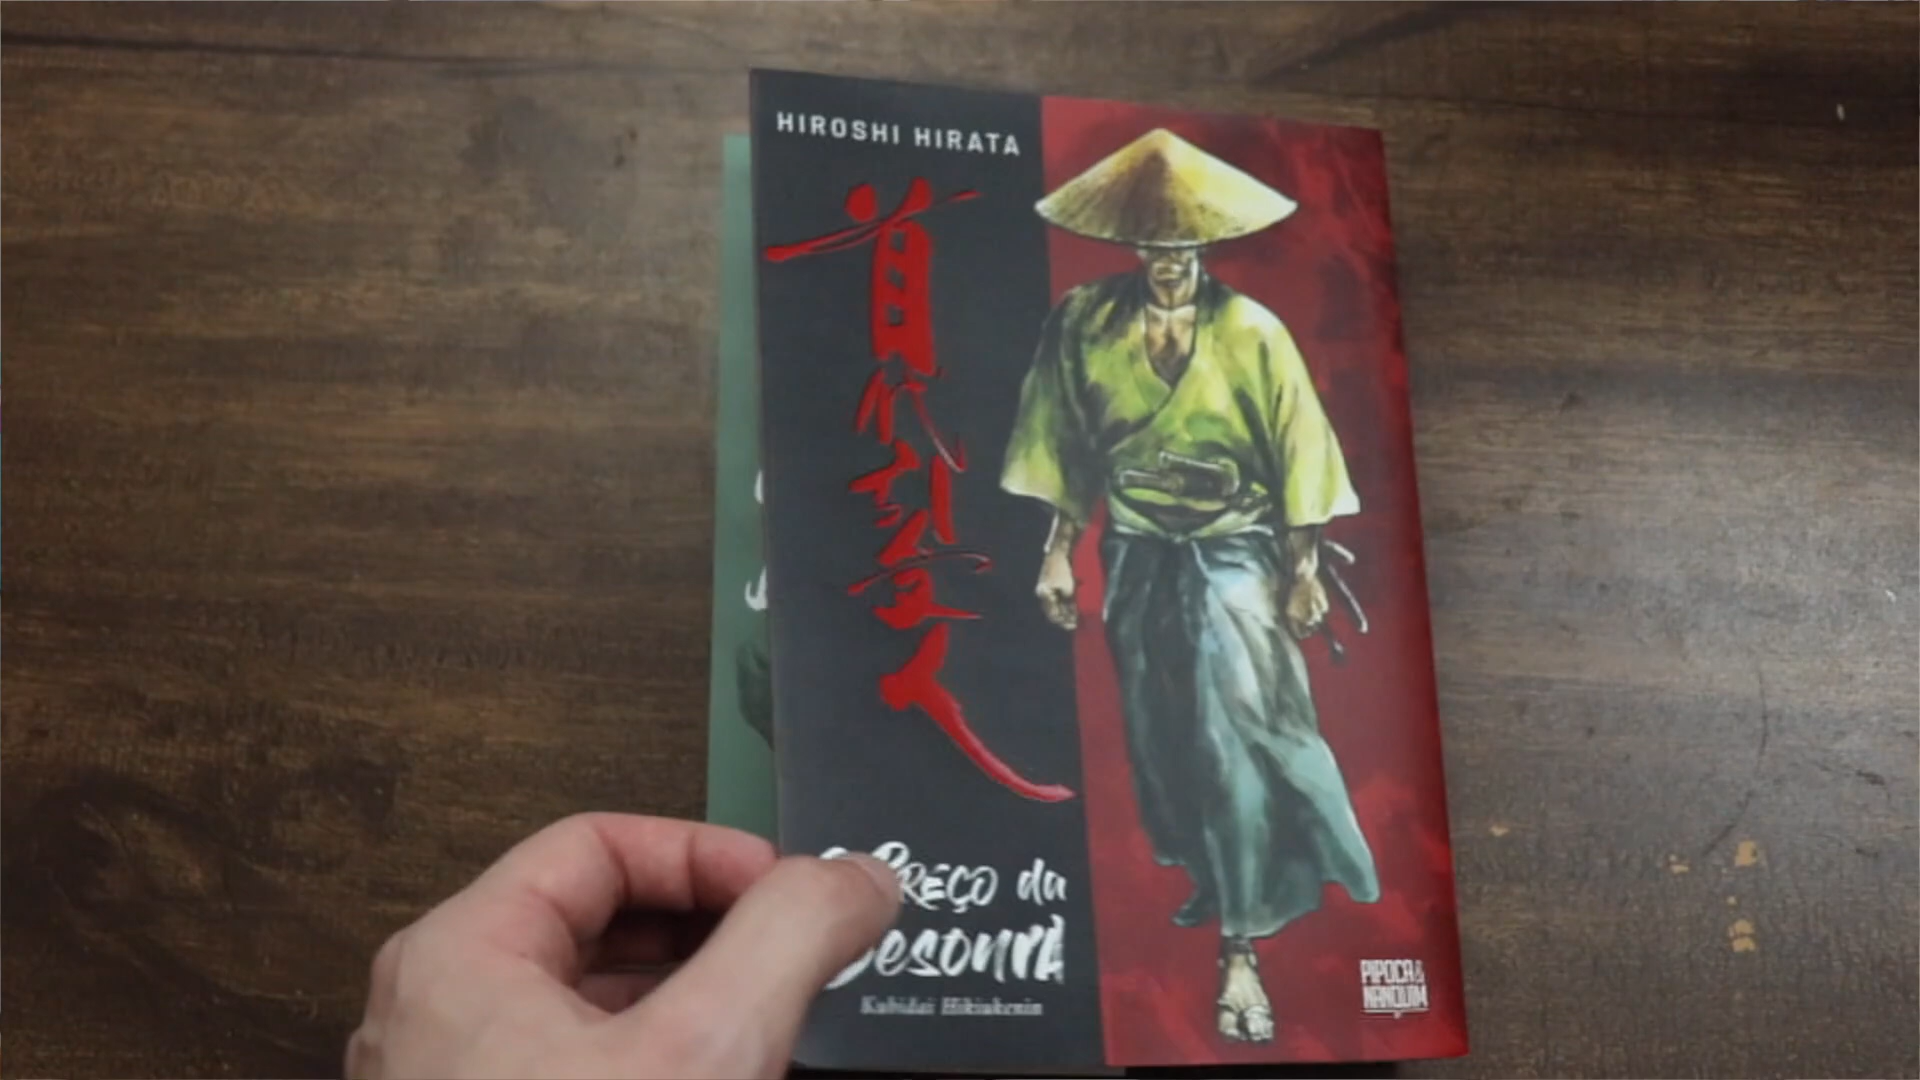 HIROSHI HIRATA
首代引受人
PREÇO da
Desonra
Kubidai Hikiukenin
PIPOCA &
NANQUIM